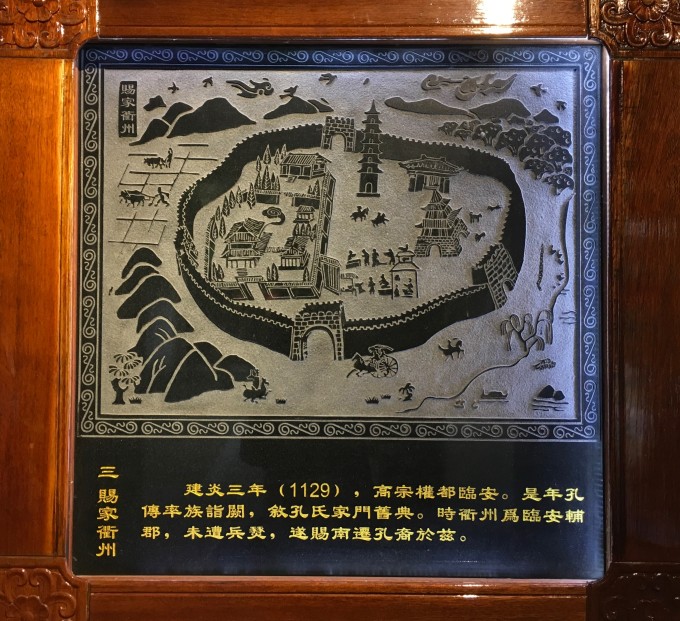 賜家衢州
三 賜家衢州
建炎三年（1129），高宗權都臨安。是年孔
傳率族詣闕，敘孔氏家門舊典。時衢州爲臨安輔
郡，未遭兵燹，遂賜南遷孔裔於兹。